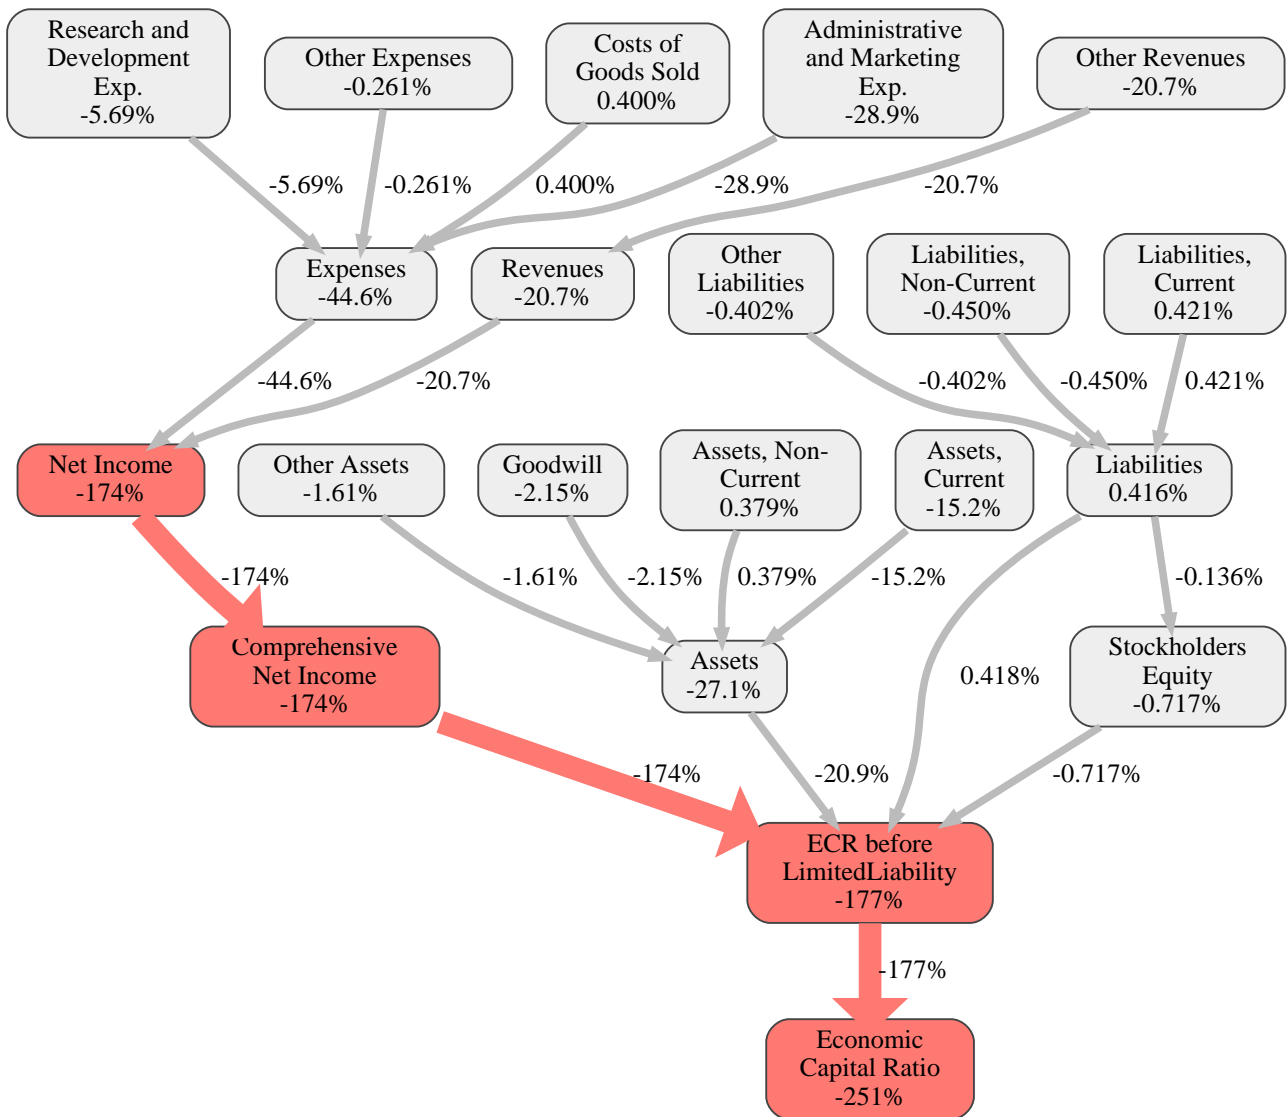 Research and
Development
Exp.
-5.69%
Other Expenses
-0.261%
Costs of
Goods Sold
0.400%
Administrative
and Marketing
Exp.
-28.9%
Other Revenues
-20.7%
-5.69%
-0.261%
0.400%
-28.9%
-20.7%
Expenses
-44.6%
Revenues
-20.7%
Other
Liabilities
-0.402%
Liabilities,
Non-Current
-0.450%
Liabilities,
Current
0.421%
-44.6%
-20.7%
-0.402%
-0.450%
0.421%
Net Income
-174%
Other Assets
-1.61%
Goodwill
-2.15%
Assets, Non-
Current
0.379%
Assets,
Current
-15.2%
Liabilities
0.416%
-174%
-1.61%
-2.15%
0.379%
-15.2%
-0.136%
Comprehensive
Net Income
-174%
Assets
-27.1%
0.418%
Stockholders
Equity
-0.717%
-174%
-20.9%
-0.717%
ECR before
LimitedLiability
-177%
-177%
Economic
Capital Ratio
-251%